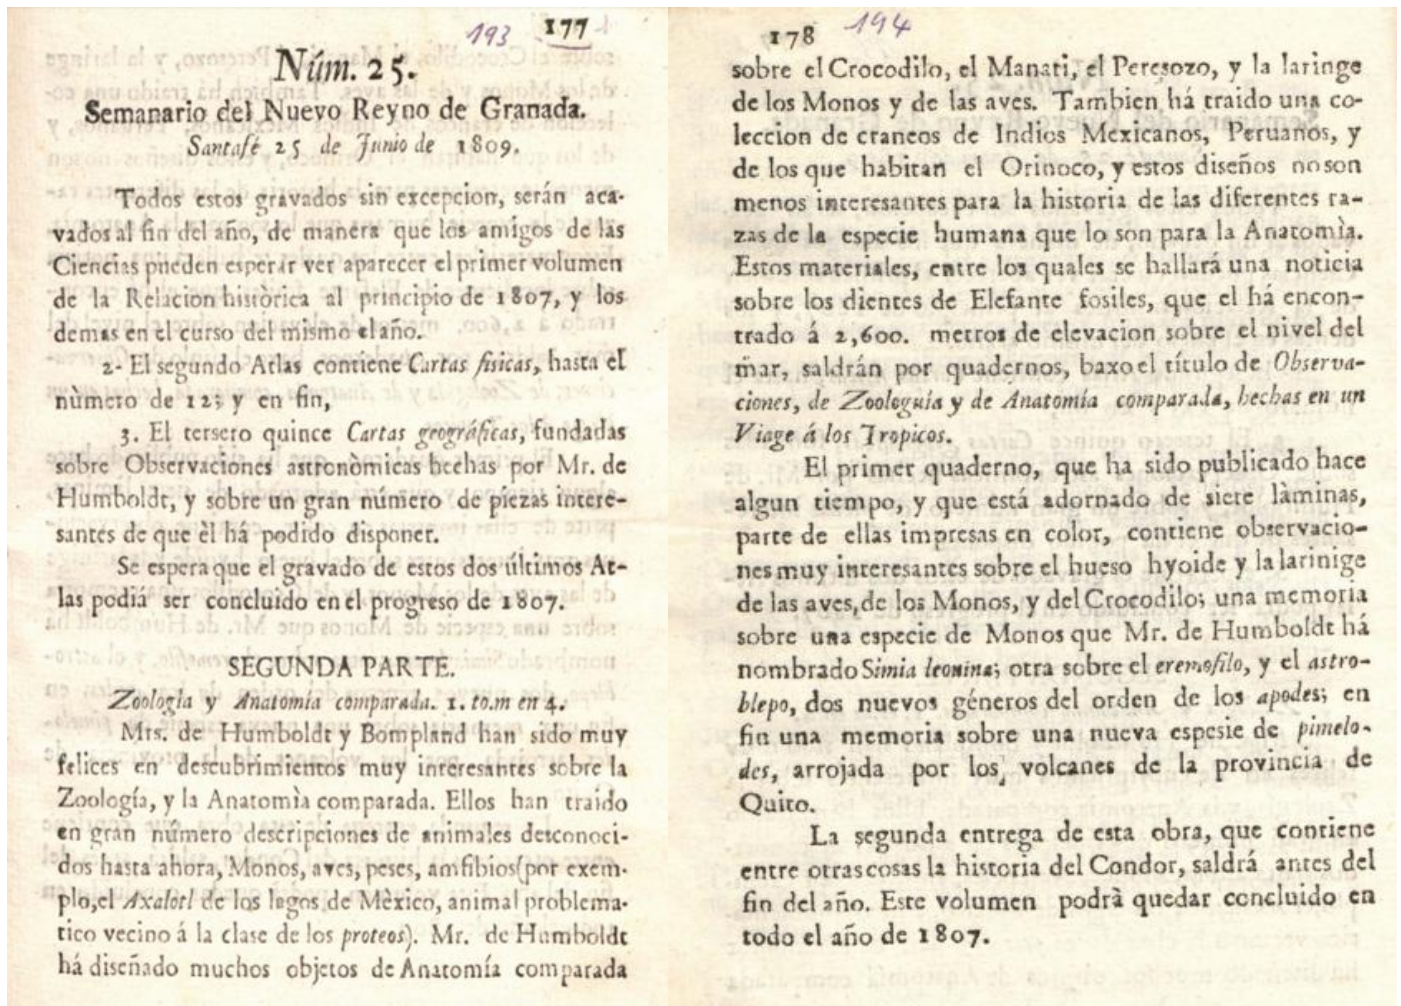 193 177
Núm. 25.
Semanario del Nuevo Reyno de Granada.
Santafé 25 de Junio de 1809.
Todos estos gravados sin excepcion, serán aca-
vados al fin del año, de manera que los amigos de las
Ciencias pueden esperar ver aparecer el primer volumen
de la Relacion històrica al principio de 1807, y los
demas en el curso del mismo el año.
2- El segundo Atlas contiene Cartas fisicas, hasta el
nùmero de 12; y en fin,
3. El tersero quince Cartas geográficas, fundadas
sobre Observaciones astronòmicas hechas por Mr. de
Humboldt, y sobre un gran número de piezas intere-
santes de que èl há podido disponer.
Se espera que el gravado de estos dos últimos At-
las podia ser concluido en el progreso de 1807.
SEGUNDA PARTE.
Zoología y Anatomia comparada. 1. to.m en 4.
Mrs. de Humboldt y Bompland han sido muy
felices en descubrimientos muy interesantes sobre la
Zoología, y la Anatomìa comparada. Ellos han traido
en gran número descripciones de animales desconoci-
dos hasta ahora, Monos, aves, peses, amfibios(por exem-
plo,el Axalotl de los lagos de Mèxico, animal problema-
tico vecino á la clase de los proteos). Mr. de Humboldt
há diseñado muchos objetos de Anatomía comparada
178 194
sobre el Crocodilo, el Manati, el Peresozo, y la laringe
de los Monos y de las aves. Tambien há traido una co-
leccion de craneos de Indios Mexicanos, Peruanos, y
de los que habitan el Orinoco, y estos diseños no son
menos interesantes para la historia de las diferentes ra-
zas de la especie humana que lo son para la Anatomìa.
Estos materiales, entre los quales se hallará una noticia
sobre los dientes de Elefante fosiles, que el há encon-
trado á 2,600. metros de elevacion sobre el nivel del
mar, saldrán por quadernos, baxo el título de Observa-
ciones, de Zooleguía y de Anatomía comparada, hechas en un
Viage á los Tropicos.
El primer quaderno, que ha sido publicado hace
algun tiempo, y que está adornado de siete làminas,
parte de ellas impresas en color, contiene observacio-
nes muy interesantes sobre el hueso hyoide y la larinige
de las aves,de los Monos, y del Crocodilo; una memoria
sobre una especie de Monos que Mr. de Humboldt há
nombrado Simia leonina; otra sobre el eremofilo, y el astro-
blepo, dos nuevos géneros del orden de los apodes; en
fin una memoria sobre una nueva espesie de pimelo-
des, arrojada por los volcanes de la provincia de
Quito.
La segunda entrega de esta obra, que contiene
entre otras cosas la historia del Condor, saldrá antes del
fin del año. Este volumen podrà quedar concluido en
todo el año de 1807.